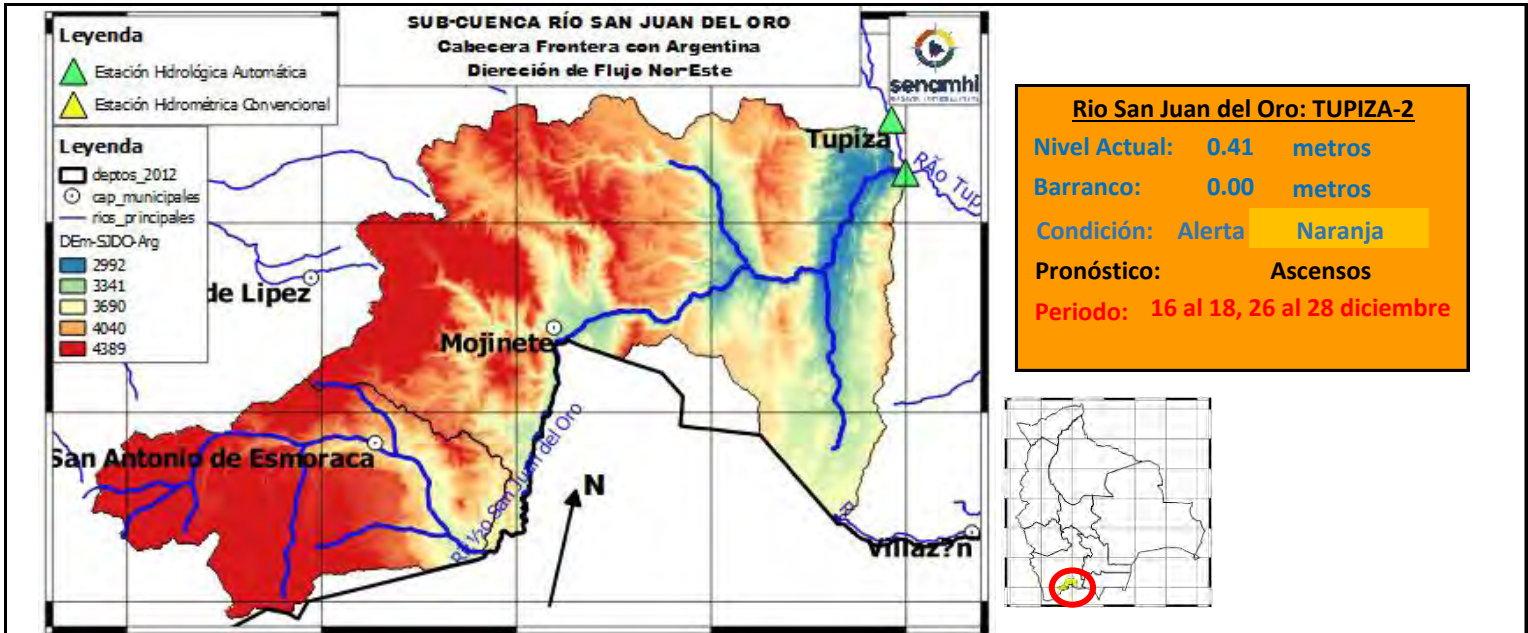 SUB-CUENCA RÍO SAN JUAN DEL ORO
Cabecera Frontera con Argentina
Dierección de Flujo Nor-Este
Leyenda
Estación Hidrológica Automática
Estación Hidrométrica Convencional
Leyenda
deptos_2012
cap_municipales
rios_principales
DEm-SJDO-Arg
2992
3341
3690
4040
4389
senamhi
Tupiza
RÃ­o Tup
de Lipez
Mojinete
San Antonio de Esmoraca
San Juan del Oro
N
Villaz?n
Rio San Juan del Oro: TUPIZA-2
Nivel Actual: 0.41 metros
Barranco: 0.00 metros
Condición: Alerta Naranja
Pronóstico: Ascensos
Periodo: 16 al 18, 26 al 28 diciembre